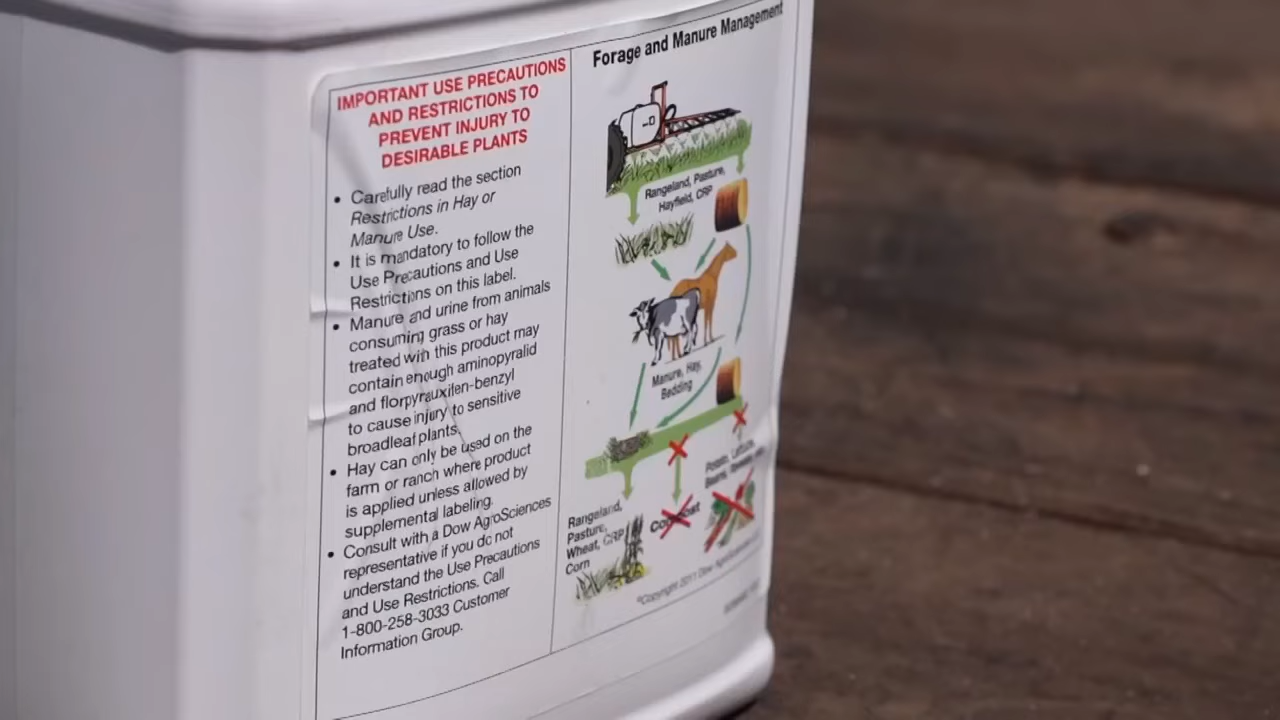 IMPORTANT USE PRECAUTIONS
AND RESTRICTIONS TO
PREVENT INJURY TO
DESIRABLE PLANTS
• Carefully read the section
Restrictions in Hay or
Manure Use.
• It is mandatory to follow the
Use Precautions and Use
Restrictions on this label.
• Manure and urine from animals
consuming grass or hay
treated with this product may
contain enough aminopyralid
and florpyrauxifen-benzyl
to cause injury to sensitive
broadleaf plants.
• Hay can only be used on the
farm or ranch where product
is applied unless allowed by
supplemental labeling.
• Consult with a Dow AgroSciences
representative if you do not
understand the Use Precautions
and Use Restrictions. Call
1-800-258-3033 Customer
Information Group.
Forage and Manure Management
Rangeland, Pasture,
Hayfield, CRP
Manure, Hay,
Bedding
Rangeland,
Pasture,
Wheat, CRP
Corn
Compost
Potato, Lettuce,
Beans,
©Copyright 2011 Dow AgroSciences